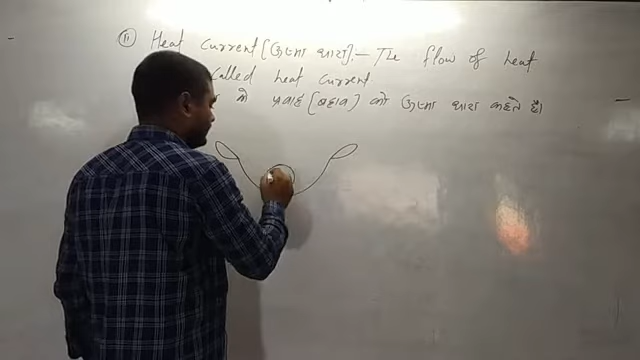 (ii) Heat current [ऊष्मा धारा].— The flow of heat
called heat current.
के प्रवाह [बहाव] को ऊष्मा धारा कहते है।